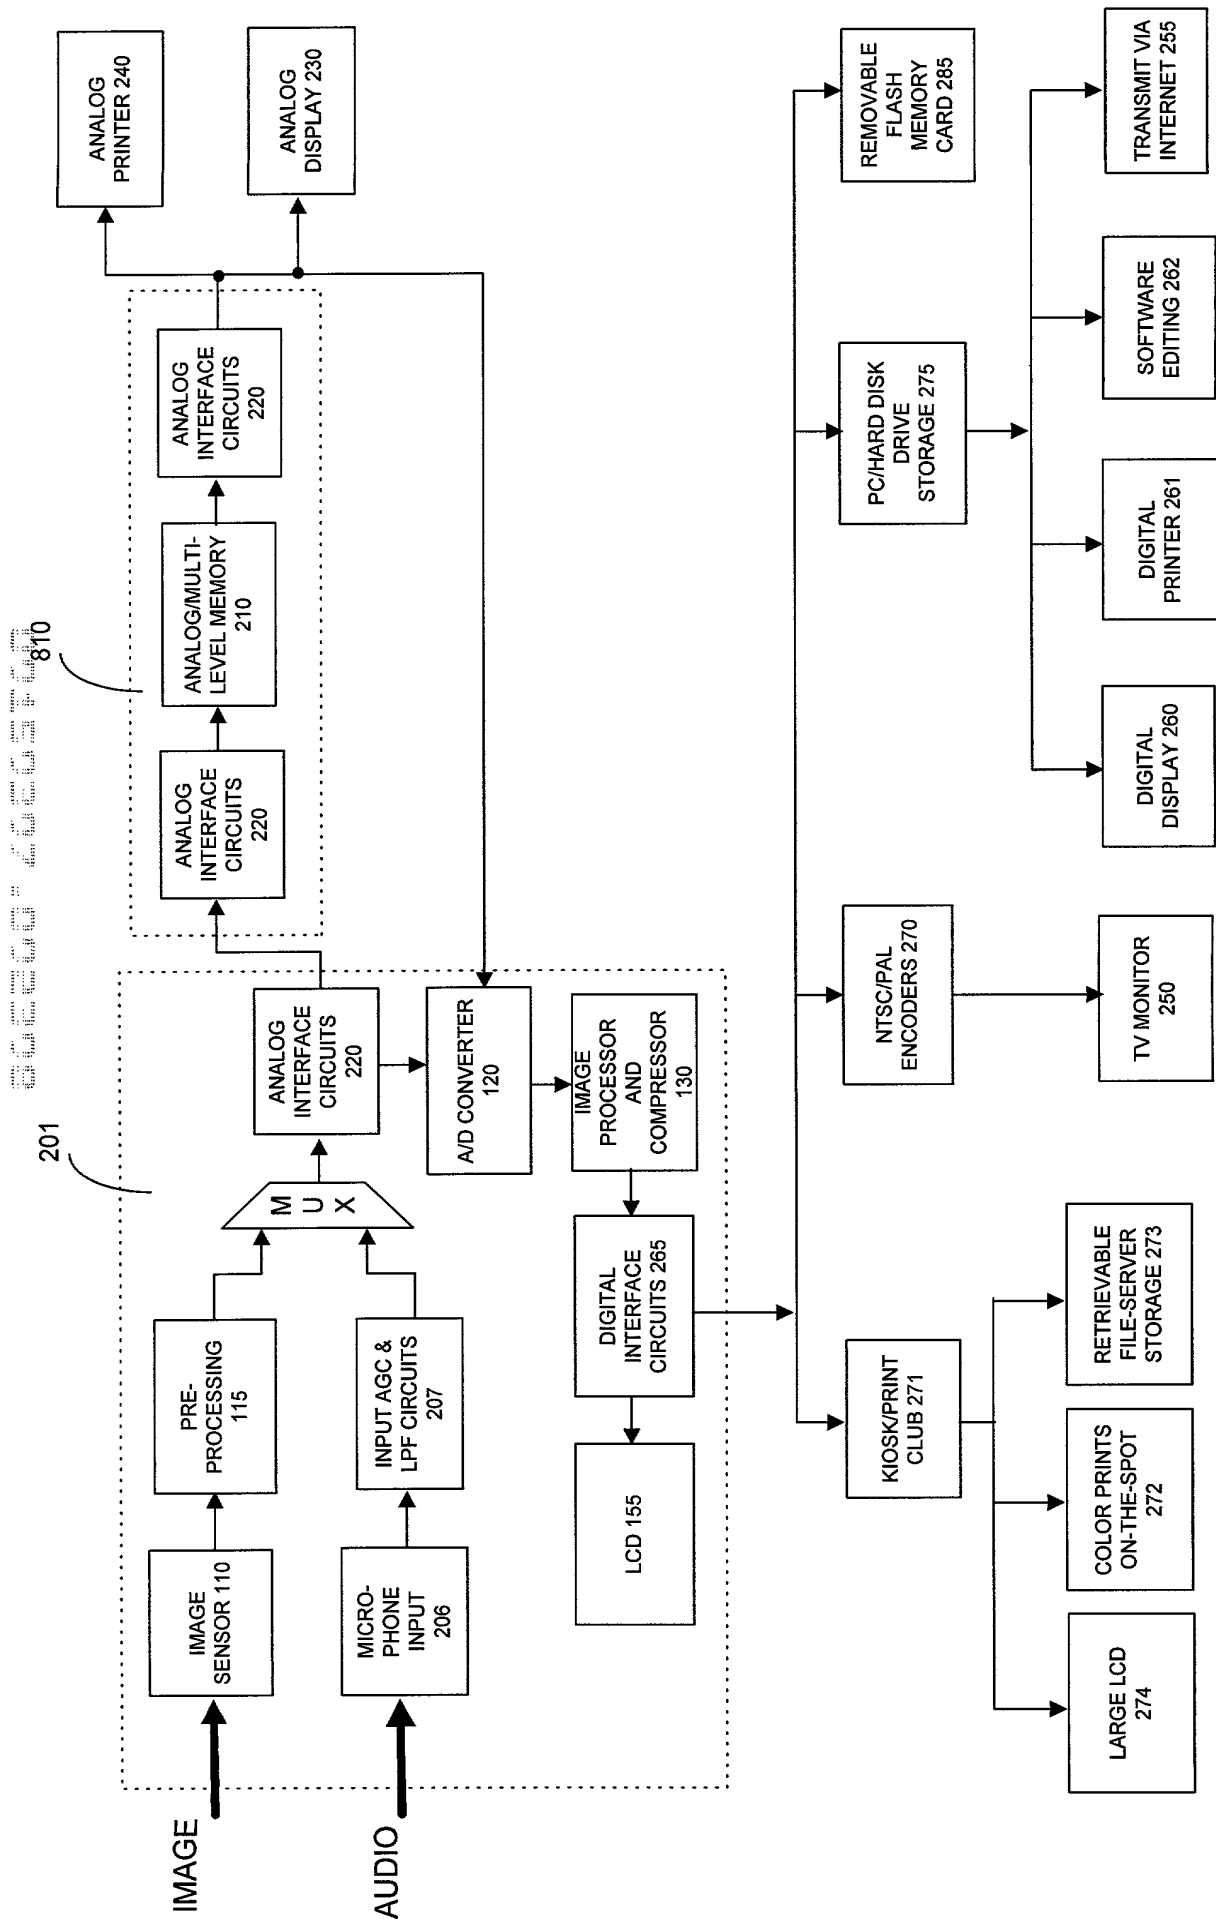 IMAGE
AUDIO
201
810
IMAGE
SENSOR 110
PRE-
PROCESSING
115
MICRO-
PHONE
INPUT
206
INPUT AGC &
LPF CIRCUITS
207
M
U
X
ANALOG
INTERFACE
CIRCUITS
220
ANALOG
INTERFACE
CIRCUITS
220
ANALOG/MULTI-
LEVEL MEMORY
210
ANALOG
INTERFACE
CIRCUITS
220
ANALOG
PRINTER 240
ANALOG
DISPLAY 230
A/D CONVERTER
120
IMAGE
PROCESSOR
AND
COMPRESSOR
130
DIGITAL
INTERFACE
CIRCUITS 265
LCD 155
KIOSK/PRINT
CLUB 271
NTSC/PAL
ENCODERS 270
PC/HARD DISK
DRIVE
STORAGE 275
REMOVABLE
FLASH
MEMORY
CARD 285
LARGE LCD
274
COLOR PRINTS
ON-THE-SPOT
272
RETRIEVABLE
FILE-SERVER
STORAGE 273
TV MONITOR
250
DIGITAL
DISPLAY 260
DIGITAL
PRINTER 261
SOFTWARE
EDITING 262
TRANSMIT VIA
INTERNET 255